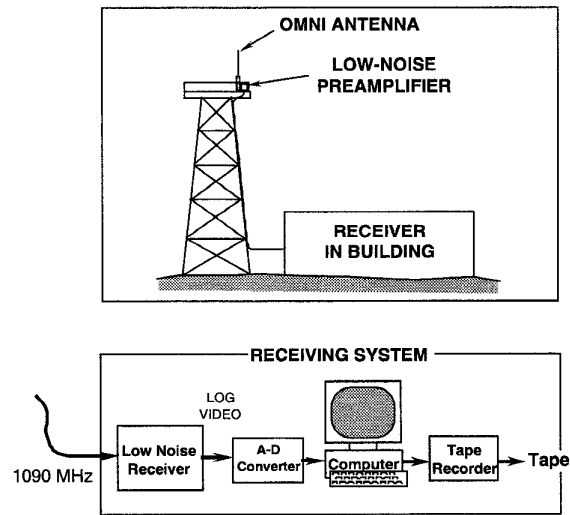 OMNI ANTENNA
LOW-NOISE
PREAMPLIFIER
RECEIVER
IN BUILDING
RECEIVING SYSTEM
LOG
VIDEO
1090 MHz
Low Noise
Receiver
A-D
Converter
Computer
Tape
Recorder
Tape